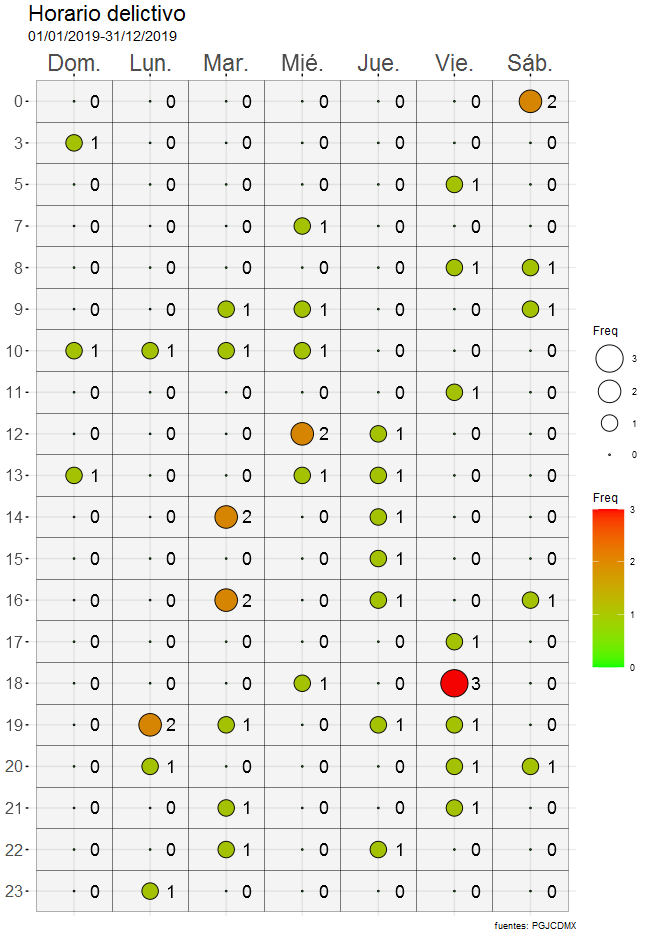 Horario delictivo
01/01/2019-31/12/2019
Dom. Lun. Mar. Mié. Jue. Vie. Sáb.
0 0 0 0 0 0 0 2
3 1 0 0 0 0 0 0
5 0 0 0 0 0 1 0
7 0 0 0 1 0 0 0
8 0 0 0 0 0 1 1
9 0 0 1 1 0 0 1
10 1 1 1 1 0 0 0
11 0 0 0 0 0 1 0
12 0 0 0 2 1 0 0
13 1 0 0 1 1 0 0
14 0 0 2 0 1 0 0
15 0 0 0 0 1 0 0
16 0 0 2 0 1 0 1
17 0 0 0 0 0 1 0
18 0 0 0 1 0 3 0
19 0 2 1 0 1 1 0
20 0 1 0 0 0 1 1
21 0 0 1 0 0 1 0
22 0 0 1 0 1 0 0
23 0 1 0 0 0 0 0
Freq
3
2
1
0
Freq
3
2
1
0
fuentes: PGJCDMX